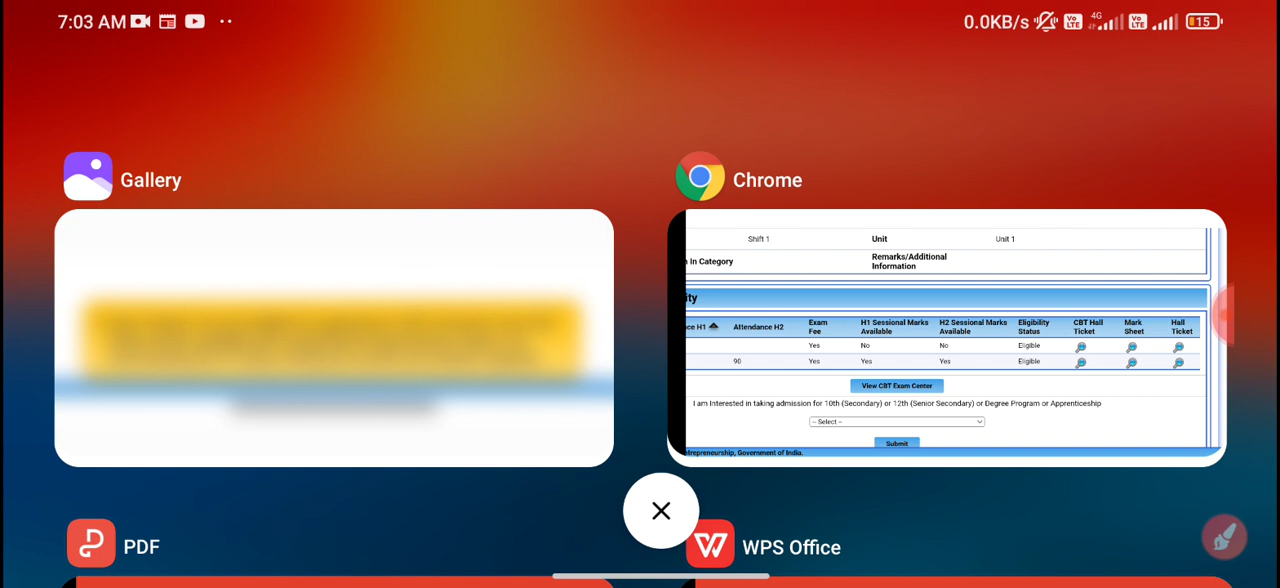 7:03 AM 0.0KB/s Vo LTE 4G Vo LTE 15
Gallery
Chrome
Shift 1 Unit Unit 1
n In Category Remarks/Additional
Information
ity
ce H1 Attendance H2 Exam
Fee H1 Sessional Marks
Available H2 Sessional Marks
Available Eligibility
Status CBT Hall
Ticket Mark
Sheet Hall
Ticket
Yes No No Eligible
90 Yes Yes Yes Eligible
View CBT Exam Center
I am Interested in taking admission for 10th (Secondary) or 12th (Senior Secondary) or Degree Program or Apprenticeship
-- Select --
Submit
ntrepreneurship, Government of India.
PDF
WPS Office